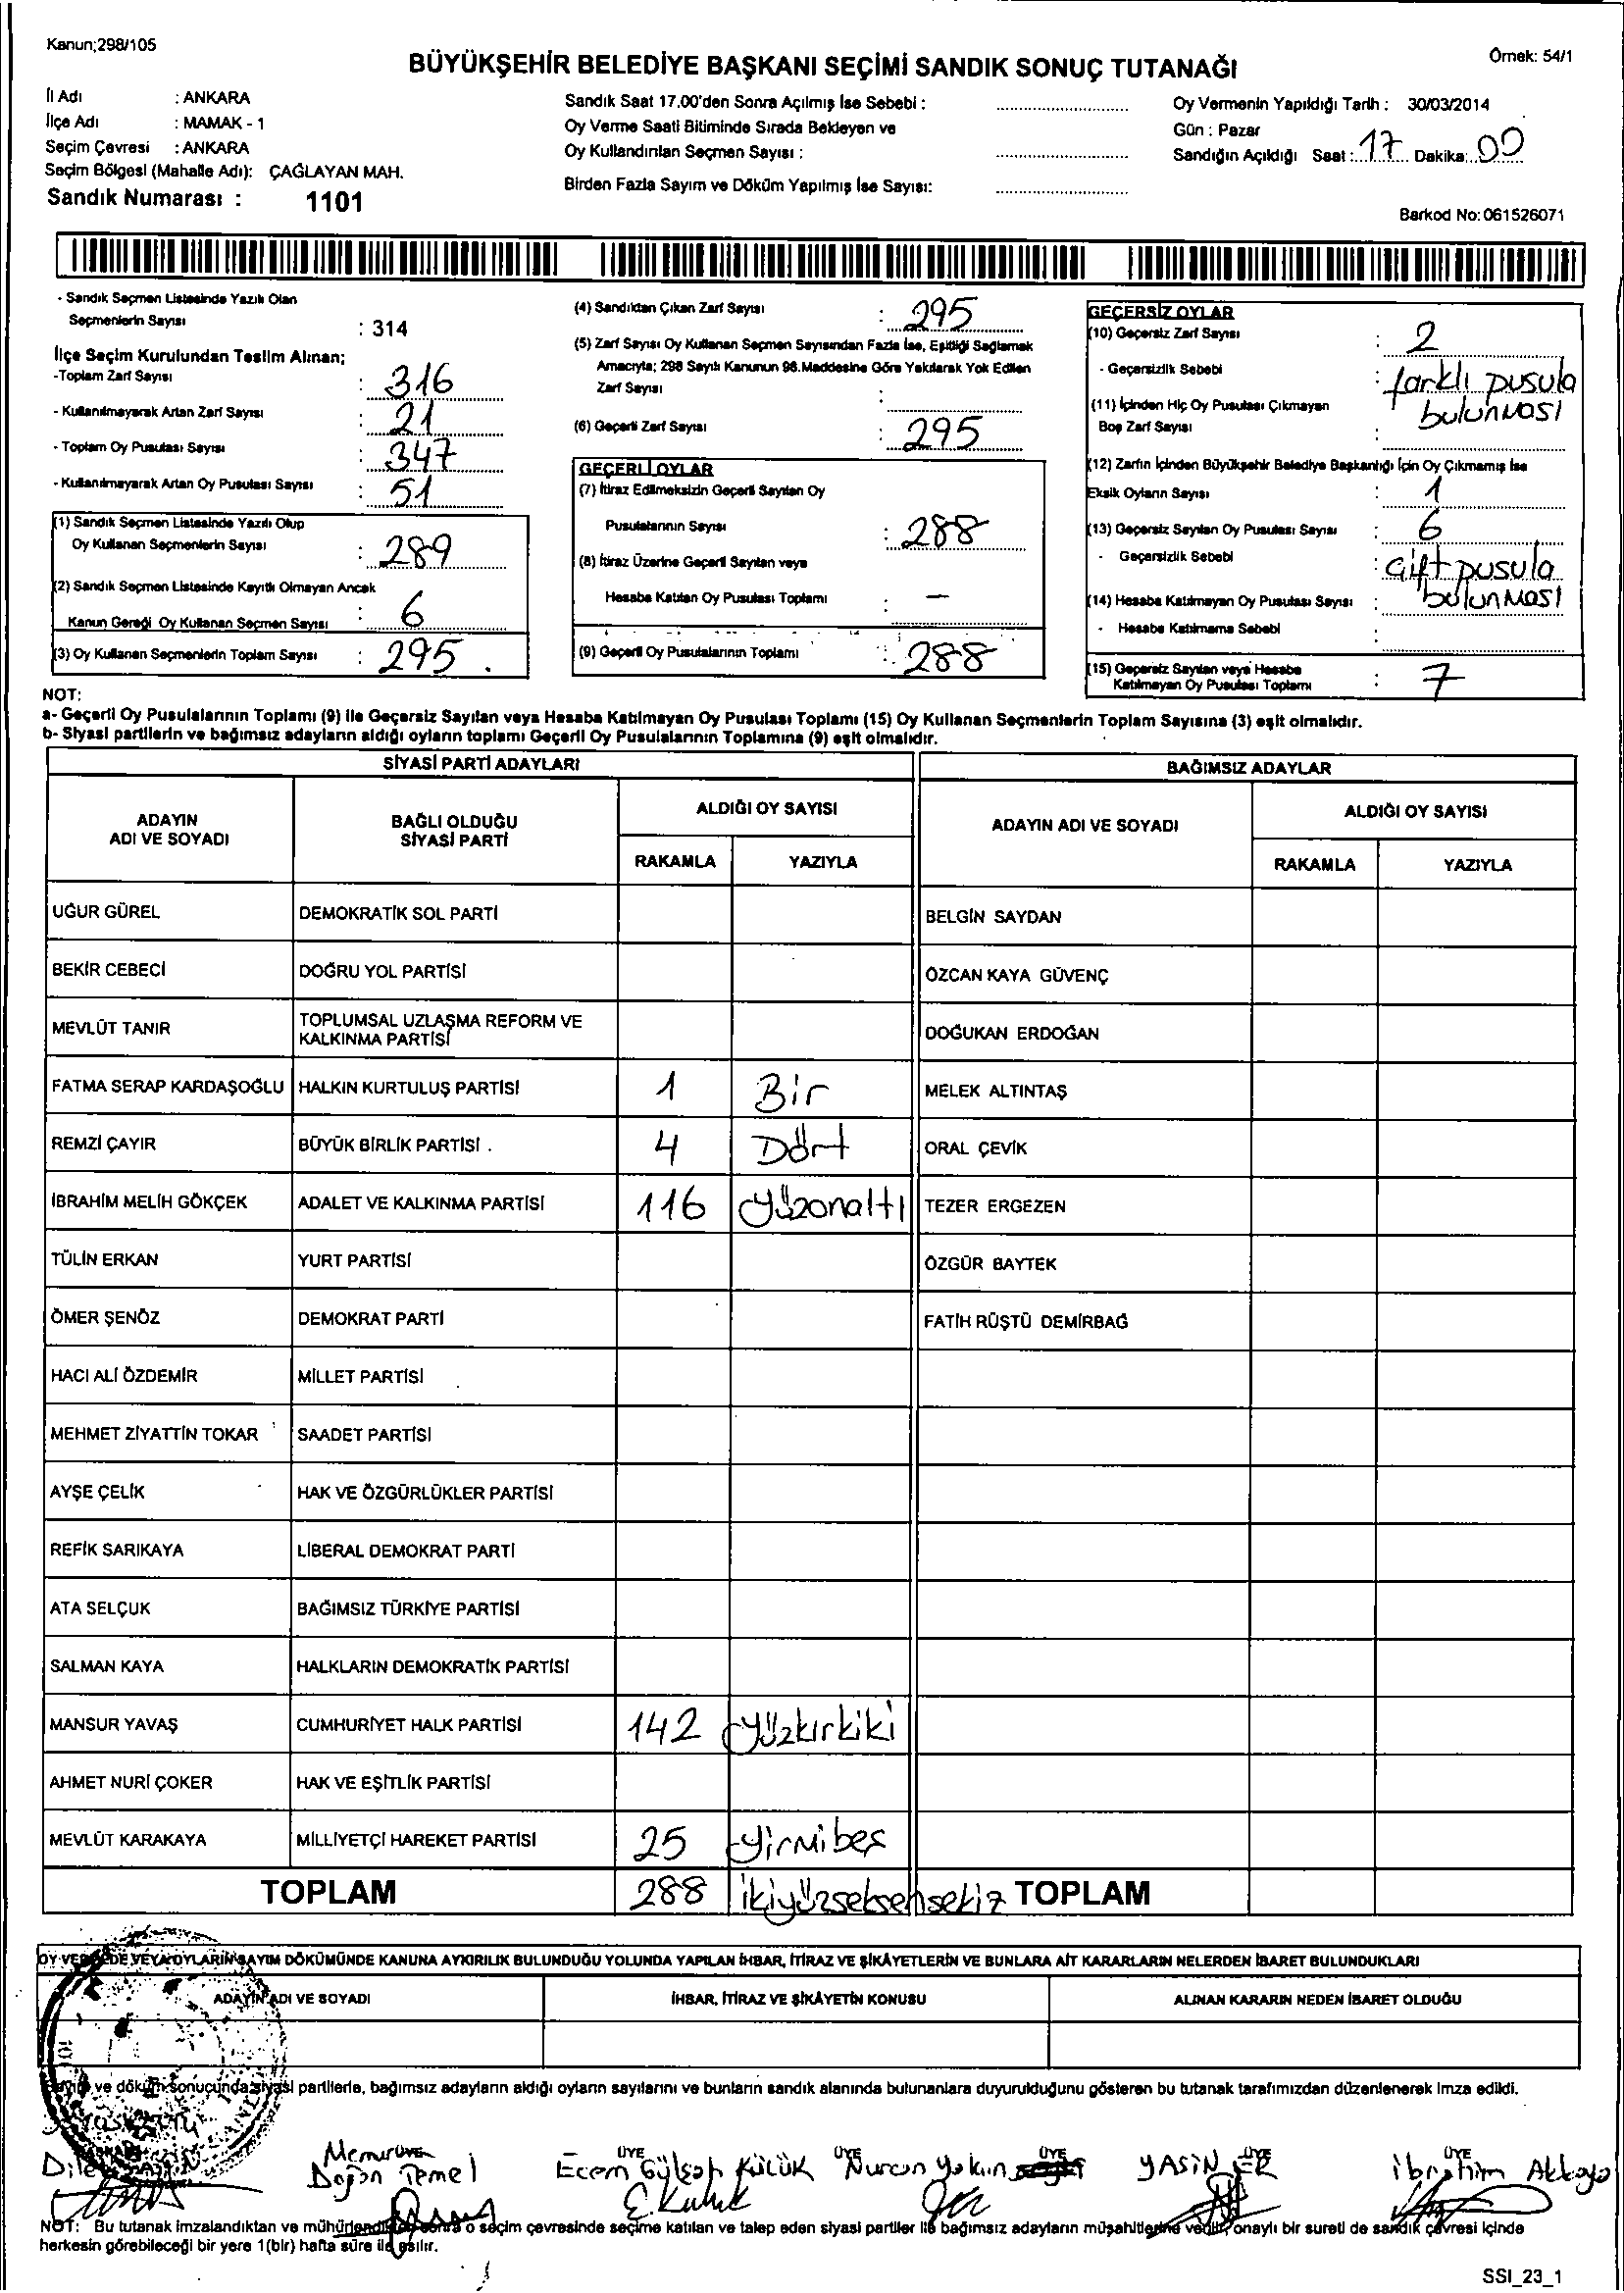 Kanun;298/105
BÜYÜKŞEHİR BELEDİYE BAŞKANI SEÇİMİ SANDIK SONUÇ TUTANAĞI
Örnek: 54/1
İl Adı : ANKARA
İlçe Adı : MAMAK - 1
Seçim Çevresi : ANKARA
Seçim Bölgesi (Mahalle Adı): ÇAĞLAYAN MAH.
Sandık Numarası : 1101
Sandık Saat 17.00'den Sonra Açılmış İse Sebebi :
Oy Verme Saati Bitiminde Sırada Bekleyen ve
Oy Kullandırılan Seçmen Sayısı :
Birden Fazla Sayım ve Döküm Yapılmış İse Sayısı:
Oy Vermenin Yapıldığı Tarih : 30/03/2014
Gün : Pazar
Sandığın Açıldığı Saat : 17 Dakika: 00
Barkod No: 061526071
- Sandık Seçmen Listesinde Yazılı Olan
Seçmenlerin Sayısı : 314
İlçe Seçim Kurulundan Teslim Alınan;
-Toplam Zarf Sayısı : 316
- Kullanılmayarak Artan Zarf Sayısı : 21
- Toplam Oy Pusulası Sayısı : 347
- Kullanılmayarak Artan Oy Pusulası Sayısı : 51
(1) Sandık Seçmen Listesinde Yazılı Olup
Oy Kullanan Seçmenlerin Sayısı : 289
(2) Sandık Seçmen Listesinde Kayıtlı Olmayan Ancak
Kanun Gereği Oy Kullanan Seçmen Sayısı : 6
(3) Oy Kullanan Seçmenlerin Toplam Sayısı : 295
(4) Sandıktan Çıkan Zarf Sayısı : 295
(5) Zarf Sayısı Oy Kullanan Seçmen Sayısından Fazla İse, Eşitliği Sağlamak
Amacıyla; 298 Sayılı Kanunun 98.Maddesine Göre Yakılarak Yok Edilen
Zarf Sayısı :
(6) Geçerli Zarf Sayısı : 295
GEÇERLİ OYLAR
(7) İtiraz Edilmeksizin Geçerli Sayılan Oy
Pusulalarının Sayısı : 288
(8) İtiraz Üzerine Geçerli Sayılan veya
Hesaba Katılan Oy Pusulası Toplamı : -
(9) Geçerli Oy Pusulalarının Toplamı : 288
GEÇERSİZ OYLAR
(10) Geçersiz Zarf Sayısı : 2
- Geçersizlik Sebebi : farklı pusula
bulunması
(11) İçinden Hiç Oy Pusulası Çıkmayan
Boş Zarf Sayısı :
(12) Zarfın İçinden Büyükşehir Belediye Başkanlığı İçin Oy Çıkmamış İse
Eksik Oyların Sayısı : 1
(13) Geçersiz Sayılan Oy Pusulası Sayısı : 6
- Geçersizlik Sebebi : çift pusula
bulunması
(14) Hesaba Katılmayan Oy Pusulası Sayısı :
- Hesaba Katılmama Sebebi :
(15) Geçersiz Sayılan veya Hesaba
Katılmayan Oy Pusulası Toplamı : 7
NOT:
a- Geçerli Oy Pusulalarının Toplamı (9) ile Geçersiz Sayılan veya Hesaba Katılmayan Oy Pusulası Toplamı (15) Oy Kullanan Seçmenlerin Toplam Sayısına (3) eşit olmalıdır.
b- Siyasi partilerin ve bağımsız adayların aldığı oyların toplamı Geçerli Oy Pusulalarının Toplamına (9) eşit olmalıdır.
SİYASİ PARTİ ADAYLARI
BAĞIMSIZ ADAYLAR
ADAYIN
ADI VE SOYADI
BAĞLI OLDUĞU
SİYASİ PARTİ
ALDIĞI OY SAYISI
RAKAMLA YAZIYLA
ADAYIN ADI VE SOYADI
ALDIĞI OY SAYISI
RAKAMLA YAZIYLA
UĞUR GÜREL DEMOKRATİK SOL PARTİ BELGİN SAYDAN
BEKİR CEBECİ DOĞRU YOL PARTİSİ ÖZCAN KAYA GÜVENÇ
MEVLÜT TANIR TOPLUMSAL UZLAŞMA REFORM VE
KALKINMA PARTİSİ DOĞUKAN ERDOĞAN
FATMA SERAP KARDAŞOĞLU HALKIN KURTULUŞ PARTİSİ 1 Bir MELEK ALTINTAŞ
REMZİ ÇAYIR BÜYÜK BİRLİK PARTİSİ . 4 Dört ORAL ÇEVİK
İBRAHİM MELİH GÖKÇEK ADALET VE KALKINMA PARTİSİ 116 yüzonaltı TEZER ERGEZEN
TÜLİN ERKAN YURT PARTİSİ ÖZGÜR BAYTEK
ÖMER ŞENÖZ DEMOKRAT PARTİ FATİH RÜŞTÜ DEMİRBAĞ
HACI ALİ ÖZDEMİR MİLLET PARTİSİ
MEHMET ZİYATTİN TOKAR SAADET PARTİSİ
AYŞE ÇELİK HAK VE ÖZGÜRLÜKLER PARTİSİ
REFİK SARIKAYA LİBERAL DEMOKRAT PARTİ
ATA SELÇUK BAĞIMSIZ TÜRKİYE PARTİSİ
SALMAN KAYA HALKLARIN DEMOKRATİK PARTİSİ
MANSUR YAVAŞ CUMHURİYET HALK PARTİSİ 142 yüzkırkiki
AHMET NURİ ÇOKER HAK VE EŞİTLİK PARTİSİ
MEVLÜT KARAKAYA MİLLİYETÇİ HAREKET PARTİSİ 25 yirmibeş
TOPLAM 288 ikiyüzseksensekiz TOPLAM
OY VERMEDE VEYA OYLARIN SAYIM DÖKÜMÜNDE KANUNA AYKIRILIK BULUNDUĞU YOLUNDA YAPILAN İHBAR, İTİRAZ VE ŞİKÂYETLERİN VE BUNLARA AİT KARARLARIN NELERDEN İBARET BULUNDUKLARI
ADAYIN ADI VE SOYADI İHBAR, İTİRAZ VE ŞİKÂYETİN KONUSU ALINAN KARARIN NEDEN İBARET OLDUĞU
Sayım ve döküm sonucunda siyasi partilerle, bağımsız adayların aldığı oyların sayılarını ve bunların sandık alanında bulunanlara duyurulduğunu gösteren bu tutanak tarafımızdan düzenlenerek imza edildi.
Memur ÜYE ÜYE ÜYE ÜYE ÜYE ÜYE
Doğan Temel Ecem Gülşah Külük Nurcan Yakın YASİN ER İbrahim Akkaya
E.Kuluk
NOT: Bu tutanak imzalandıktan ve mühürlendikten sonra o seçim çevresinde seçime katılan ve talep eden siyasi partiler ile bağımsız adayların müşahitlerine verilir, onaylı bir sureti de sandık çevresi içinde
herkesin görebileceği bir yere 1(bir) hafta süre ile asılır.
SSI_23_1